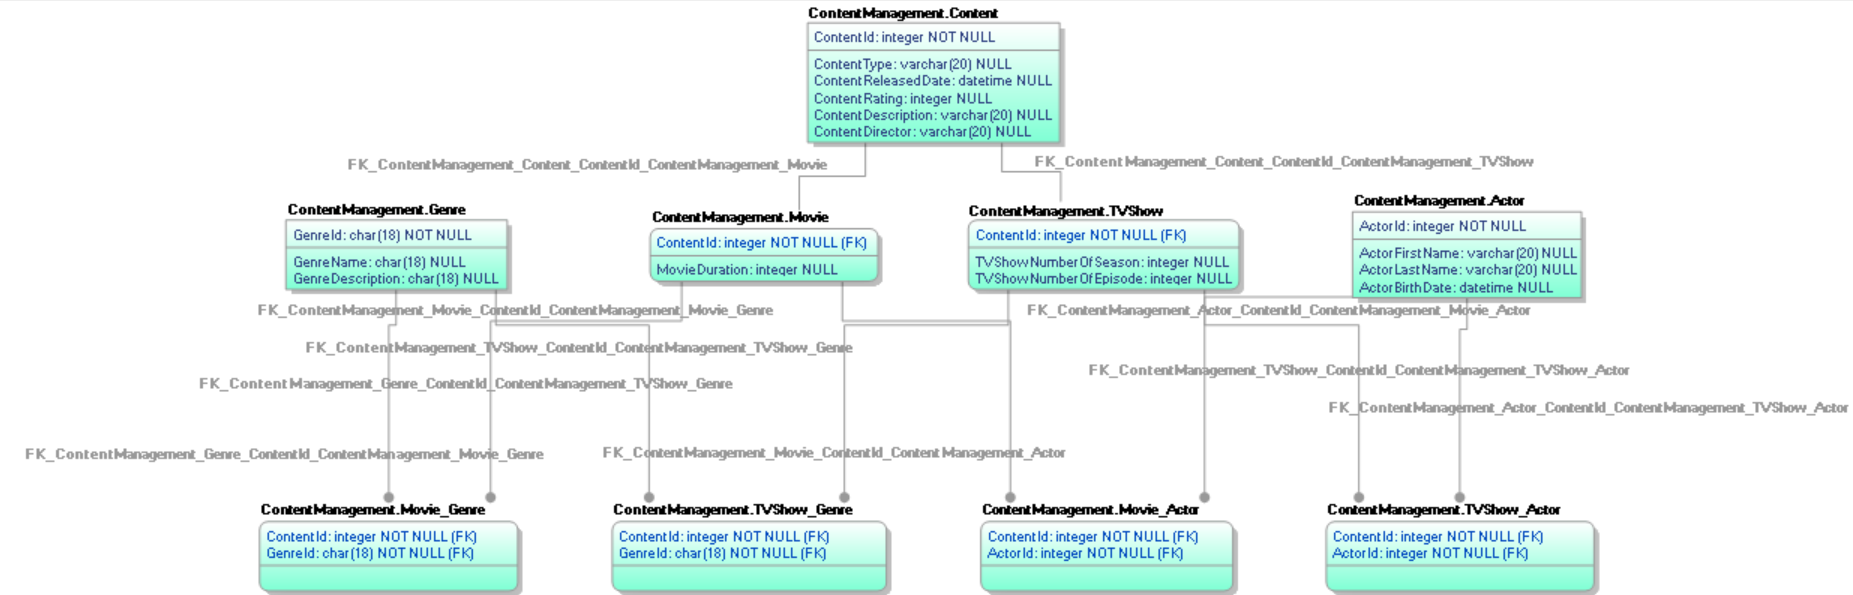 ContentManagement.Content
ContentId: integer NOT NULL
ContentType: varchar(20) NULL
ContentReleasedDate: datetime NULL
ContentRating: integer NULL
ContentDescription: varchar(20) NULL
ContentDirector: varchar(20) NULL
FK_ContentManagement_Content_ContentId_ContentManagement_Movie
FK_ContentManagement_Content_ContentId_ContentManagement_TVShow
ContentManagement.Genre
GenreId: char(18) NOT NULL
GenreName: char(18) NULL
GenreDescription: char(18) NULL
ContentManagement.Movie
ContentId: integer NOT NULL (FK)
MovieDuration: integer NULL
ContentManagement.TVShow
ContentId: integer NOT NULL (FK)
TVShowNumberOfSeason: integer NULL
TVShowNumberOfEpisode: integer NULL
ContentManagement.Actor
ActorId: integer NOT NULL
ActorFirstName: varchar(20) NULL
ActorLastName: varchar(20) NULL
ActorBirthDate: datetime NULL
FK_ContentManagement_Movie_ContentId_ContentManagement_Movie_Genre
FK_ContentManagement_Actor_ContentId_ContentManagement_Movie_Actor
FK_ContentManagement_TVShow_ContentId_ContentManagement_TVShow_Genre
FK_ContentManagement_TVShow_ContentId_ContentManagement_TVShow_Actor
FK_ContentManagement_Genre_ContentId_ContentManagement_TVShow_Genre
FK_ContentManagement_Actor_ContentId_ContentManagement_TVShow_Actor
FK_ContentManagement_Genre_ContentId_ContentManagement_Movie_Genre
FK_ContentManagement_Movie_ContentId_ContentManagement_Actor
ContentManagement.Movie_Genre
ContentId: integer NOT NULL (FK)
GenreId: char(18) NOT NULL (FK)
ContentManagement.TVShow_Genre
ContentId: integer NOT NULL (FK)
GenreId: char(18) NOT NULL (FK)
ContentManagement.Movie_Actor
ContentId: integer NOT NULL (FK)
ActorId: integer NOT NULL (FK)
ContentManagement.TVShow_Actor
ContentId: integer NOT NULL (FK)
ActorId: integer NOT NULL (FK)